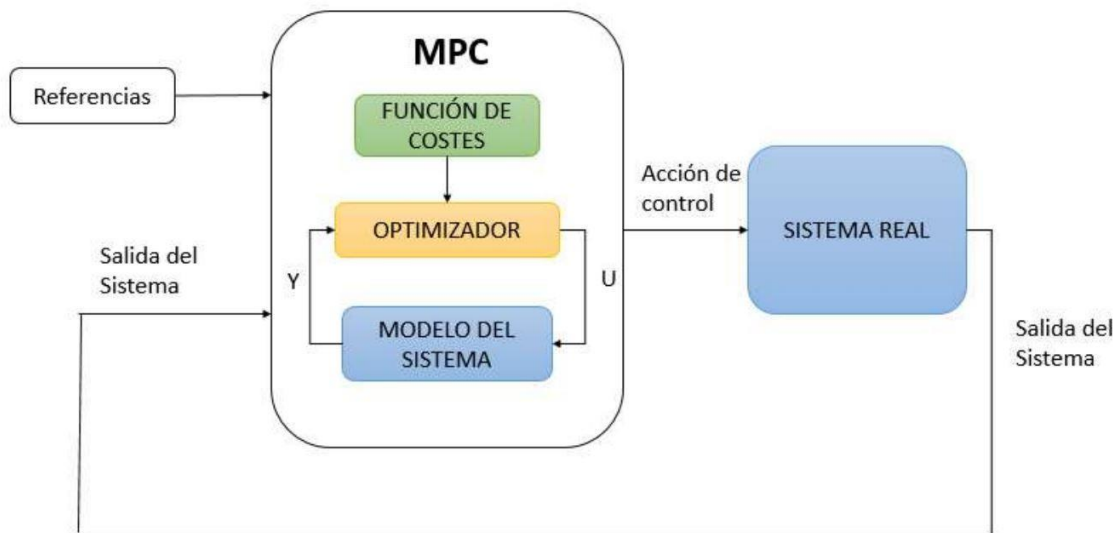 MPC
Referencias
FUNCIÓN DE
COSTES
OPTIMIZADOR
Y
U
MODELO DEL
SISTEMA
Salida del
Sistema
Acción de
control
SISTEMA REAL
Salida del
Sistema